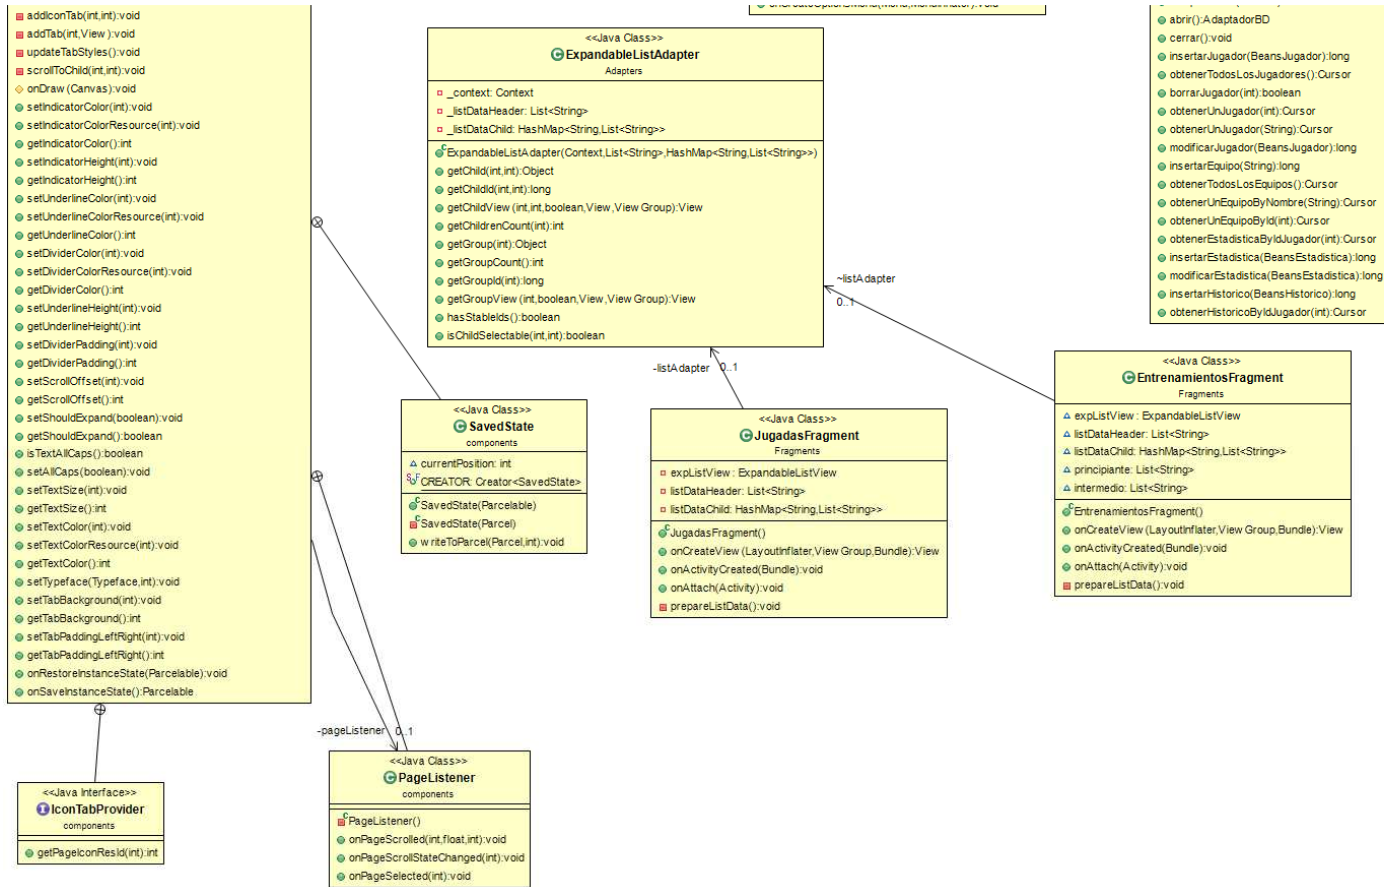 addIconTab(int,int):void
addTab(int,View ):void
updateTabStyles():void
scrollToChild(int,int):void
onDraw (Canvas):void
setIndicatorColor(int):void
setIndicatorColorResource(int):void
getIndicatorColor():int
setIndicatorHeight(int):void
getIndicatorHeight():int
setUnderlineColor(int):void
setUnderlineColorResource(int):void
getUnderlineColor():int
setDividerColor(int):void
setDividerColorResource(int):void
getDividerColor():int
setUnderlineHeight(int):void
getUnderlineHeight():int
setDividerPadding(int):void
getDividerPadding():int
setScrollOffset(int):void
getScrollOffset():int
setShouldExpand(boolean):void
getShouldExpand():boolean
isTextAllCaps():boolean
setAllCaps(boolean):void
setTextSize(int):void
getTextSize():int
setTextColor(int):void
setTextColorResource(int):void
getTextColor():int
setTypeface(Typeface,int):void
setTabBackground(int):void
getTabBackground():int
setTabPaddingLeftRight(int):void
getTabPaddingLeftRight():int
onRestoreInstanceState(Parcelable):void
onSaveInstanceState():Parcelable
<<Java Interface>>
IconTabProvider
components
getPageIconResId(int):int
-pageListener 0..1
<<Java Class>>
PageListener
components
PageListener()
onPageScrolled(int,float,int):void
onPageScrollStateChanged(int):void
onPageSelected(int):void
<<Java Class>>
SavedState
components
currentPosition: int
CREATOR: Creator<SavedState>
SavedState(Parcelable)
SavedState(Parcel)
writeToParcel(Parcel,int):void
<<Java Class>>
ExpandableListAdapter
Adapters
_context: Context
_listDataHeader: List<String>
_listDataChild: HashMap<String,List<String>>
ExpandableListAdapter(Context,List<String>,HashMap<String,List<String>>)
getChild(int,int):Object
getChildId(int,int):long
getChildView (int,int,boolean,View ,View Group):View
getChildrenCount(int):int
getGroup(int):Object
getGroupCount():int
getGroupId(int):long
getGroupView (int,boolean,View ,View Group):View
hasStableIds():boolean
isChildSelectable(int,int):boolean
-listAdapter 0..1
<<Java Class>>
JugadasFragment
Fragments
expListView : ExpandableListView
listDataHeader: List<String>
listDataChild: HashMap<String,List<String>>
JugadasFragment()
onCreateView (LayoutInflater,View Group,Bundle):View
onActivityCreated(Bundle):void
onAttach(Activity):void
prepareListData():void
~listAdapter
0..1
<<Java Class>>
EntrenamientosFragment
Fragments
expListView : ExpandableListView
listDataHeader: List<String>
listDataChild: HashMap<String,List<String>>
principiante: List<String>
intermedio: List<String>
EntrenamientosFragment()
onCreateView (LayoutInflater,View Group,Bundle):View
onActivityCreated(Bundle):void
onAttach(Activity):void
prepareListData():void
abrir():AdaptadorBD
cerrar():void
insertarJugador(BeansJugador):long
obtenerTodosLosJugadores():Cursor
borrarJugador(int):boolean
obtenerUnJugador(int):Cursor
obtenerUnJugador(String):Cursor
modificarJugador(BeansJugador):long
insertarEquipo(String):long
obtenerTodosLosEquipos():Cursor
obtenerUnEquipoByNombre(String):Cursor
obtenerUnEquipoById(int):Cursor
obtenerEstadisticaByIdJugador(int):Cursor
insertarEstadistica(BeansEstadistica):long
modificarEstadistica(BeansEstadistica):long
insertarHistorico(BeansHistorico):long
obtenerHistoricoByIdJugador(int):Cursor